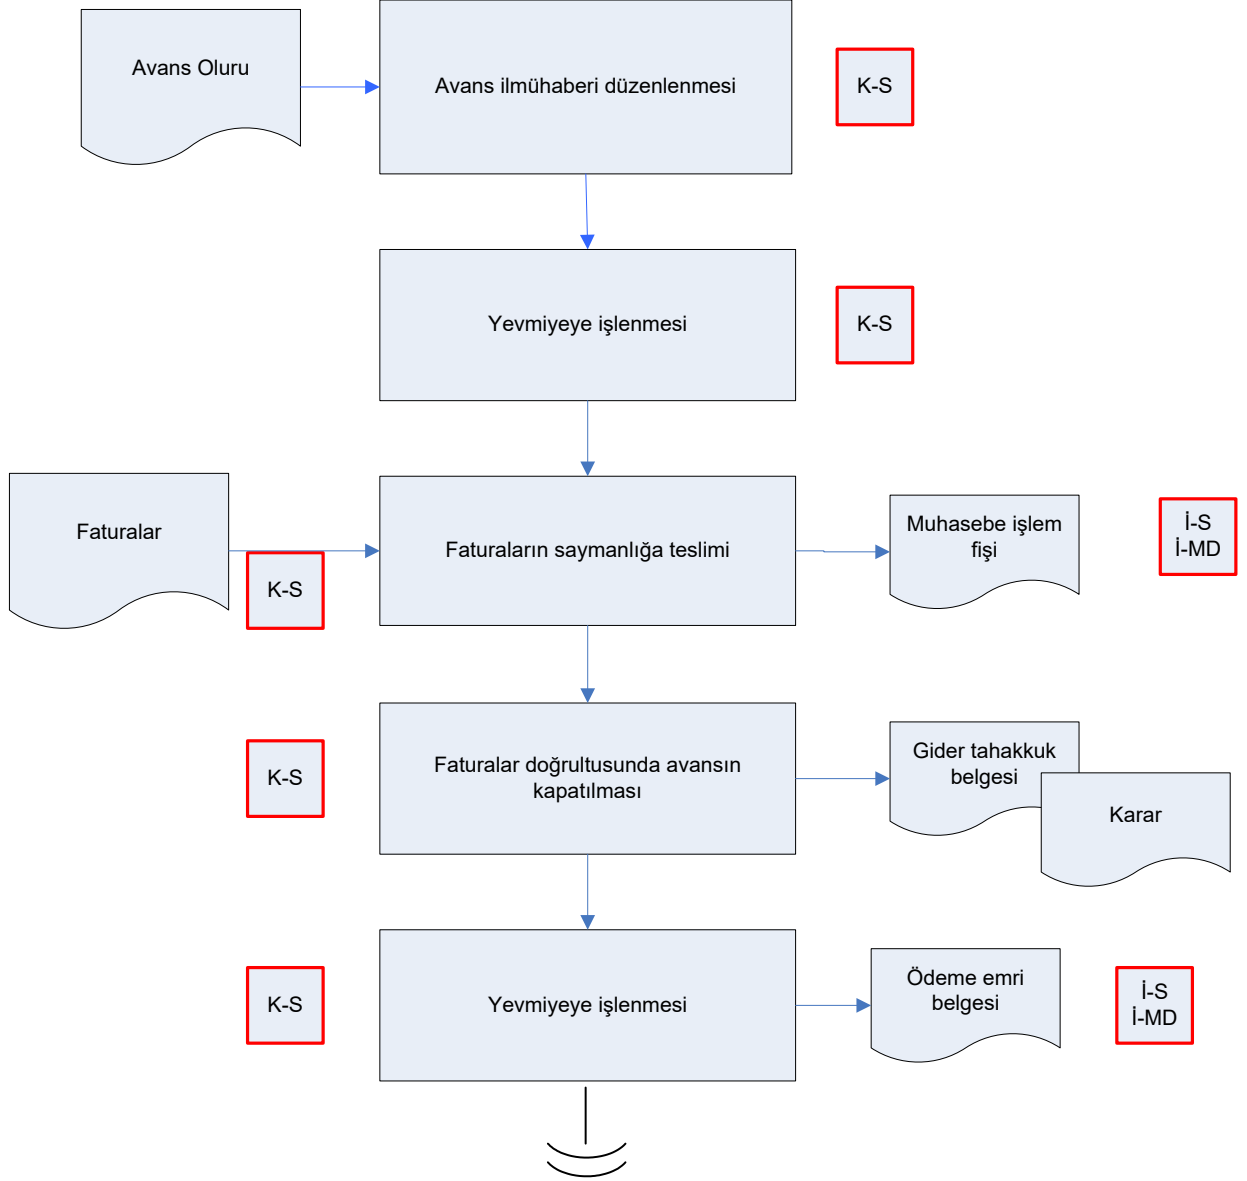 Avans Oluru
Avans ilmühaberi düzenlenmesi
K-S
Yevmiyeye işlenmesi
K-S
Faturalar
K-S
Faturaların saymanlığa teslimi
Muhasebe işlem
fişi
İ-S
İ-MD
K-S
Faturalar doğrultusunda avansın
kapatılması
Gider tahakkuk
belgesi
Karar
K-S
Yevmiyeye işlenmesi
Ödeme emri
belgesi
İ-S
İ-MD